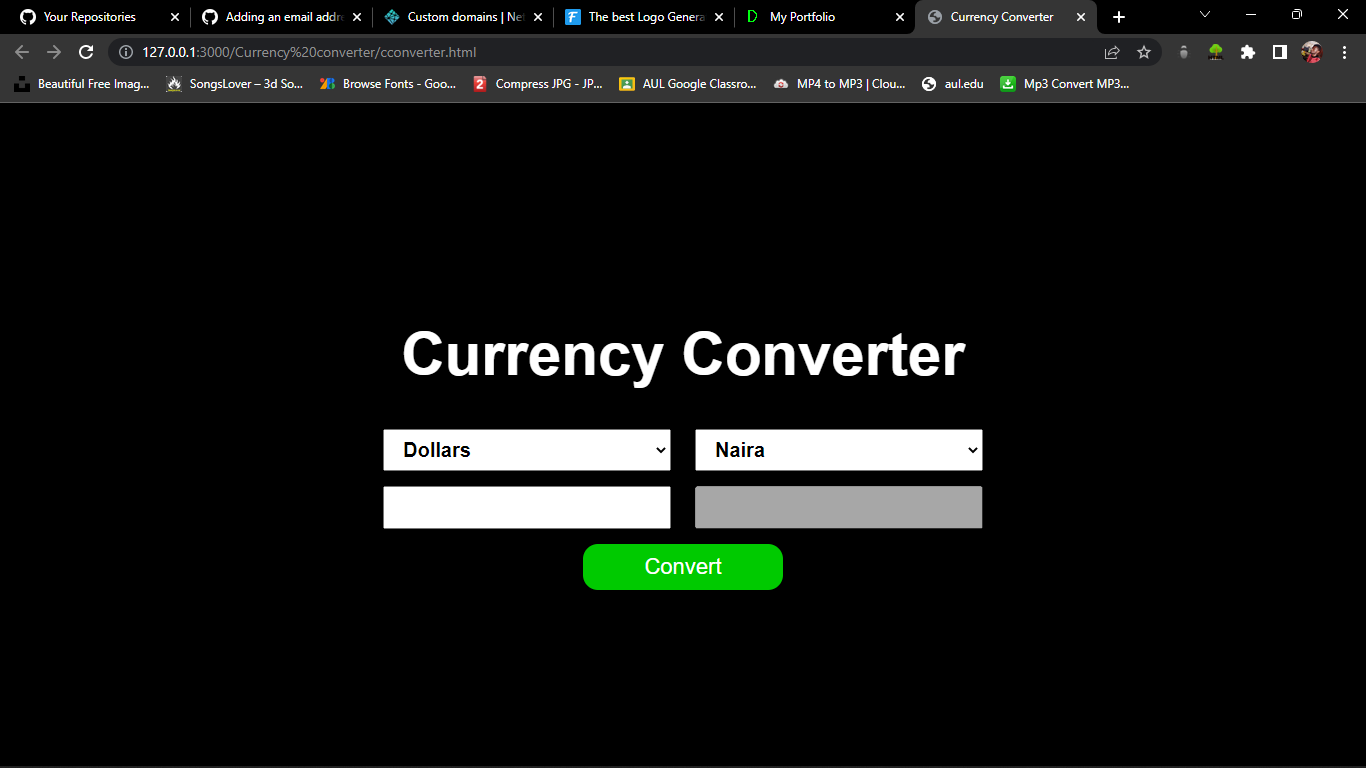 Your Repositories
Adding an email addre
Custom domains | Net
The best Logo Genera
My Portfolio
Currency Converter
127.0.0.1:3000/Currency%20converter/cconverter.html
Beautiful Free Imag...
SongsLover – 3d So...
Browse Fonts - Goo...
Compress JPG - JP...
AUL Google Classro...
MP4 to MP3 | Clou...
aul.edu
Mp3 Convert MP3...
Currency Converter
Dollars
Naira
Convert